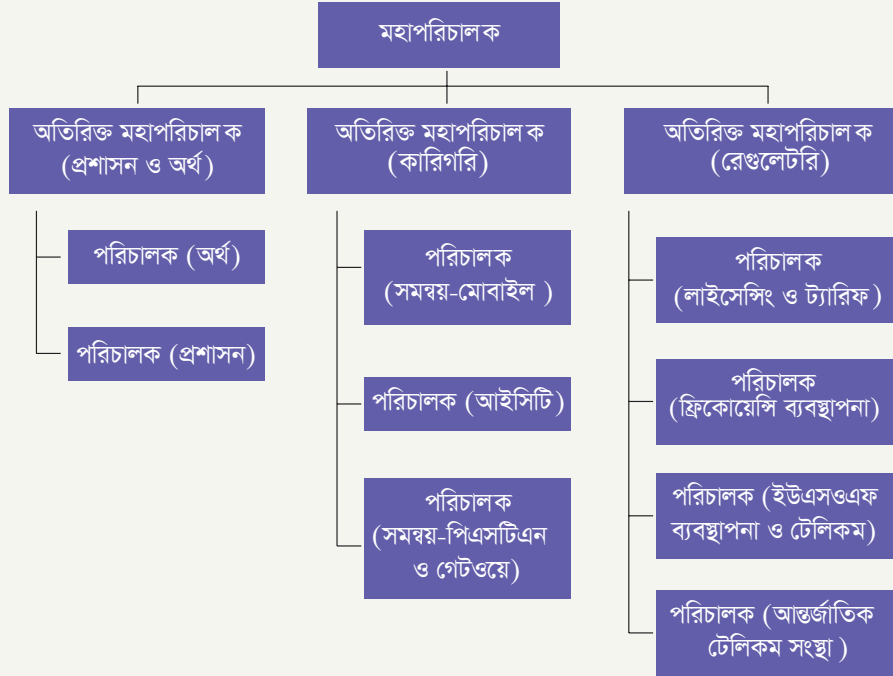 মহাপরিচালক
অতিরিক্ত মহাপরিচালক
(প্রশাসন ও অর্থ)
পরিচালক (অর্থ)
পরিচালক (প্রশাসন)
অতিরিক্ত মহাপরিচালক
(কারিগরি)
পরিচালক
(সমন্বয়-মোবাইল )
পরিচালক (আইসিটি)
পরিচালক
(সমন্বয়-পিএসটিএন
ও গেটওয়ে)
অতিরিক্ত মহাপরিচালক
(রেগুলেটরি)
পরিচালক
(লাইসেন্সিং ও ট্যারিফ)
পরিচালক
(ফ্রিকোয়েন্সি ব্যবস্থাপনা)
পরিচালক (ইউএসওএফ
ব্যবস্থাপনা ও টেলিকম)
পরিচালক (আন্তর্জাতিক
টেলিকম সংস্থা )